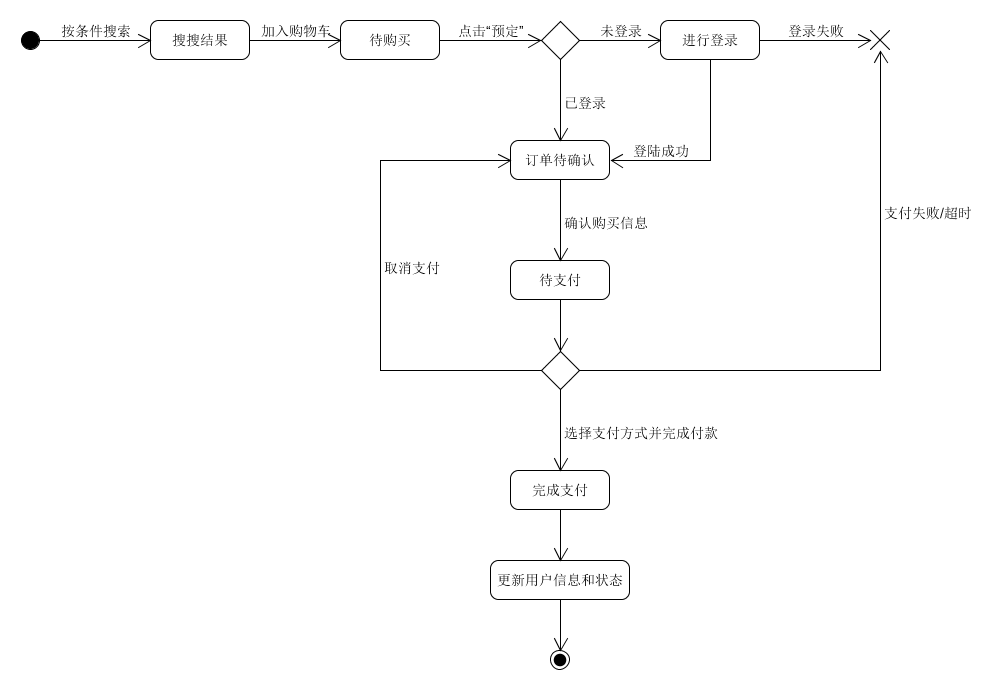 按条件搜索
搜搜结果
加入购物车
待购买
点击“预定”
未登录
进行登录
登录失败
已登录
订单待确认
登陆成功
确认购买信息
支付失败/超时
取消支付
待支付
选择支付方式并完成付款
完成支付
更新用户信息和状态